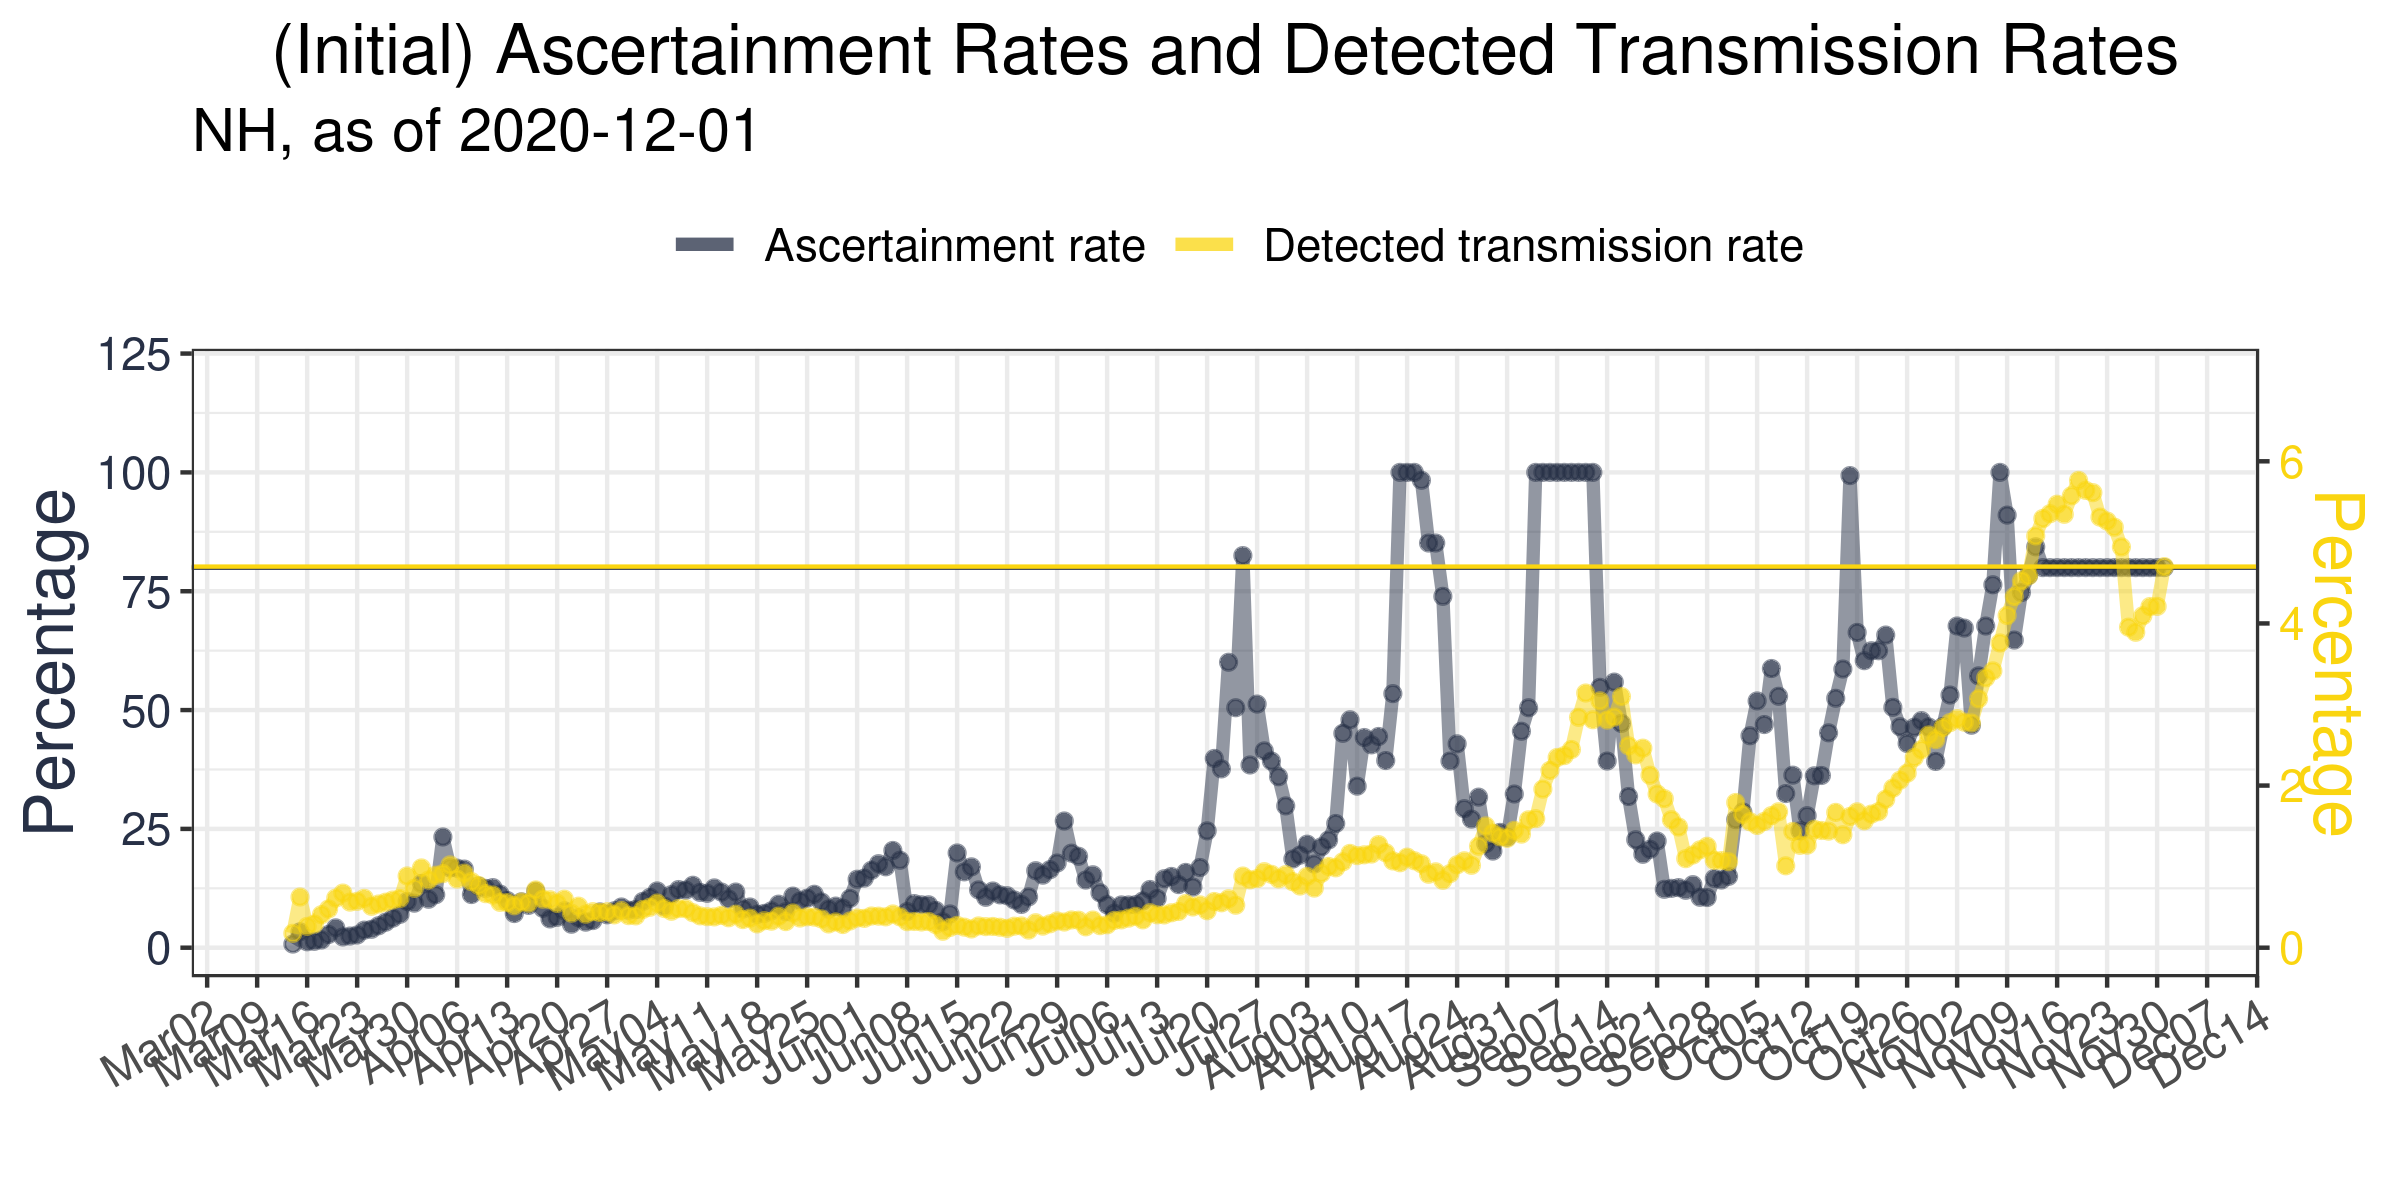 (Initial) Ascertainment Rates and Detected Transmission Rates
NH, as of 2020-12-01
Ascertainment rate
Detected transmission rate
Percentage
125
100
75
50
25
0
6
4
2
0
Percentage
Mar02
Mar09
Mar16
Mar23
Mar30
Apr06
Apr13
Apr20
Apr27
May04
May11
May18
May25
Jun01
Jun08
Jun15
Jun22
Jun29
Jul06
Jul13
Jul20
Jul27
Aug03
Aug10
Aug17
Aug24
Aug31
Sep07
Sep14
Sep21
Sep28
Oct05
Oct12
Oct19
Oct26
Nov02
Nov09
Nov16
Nov23
Nov30
Dec07
Dec14